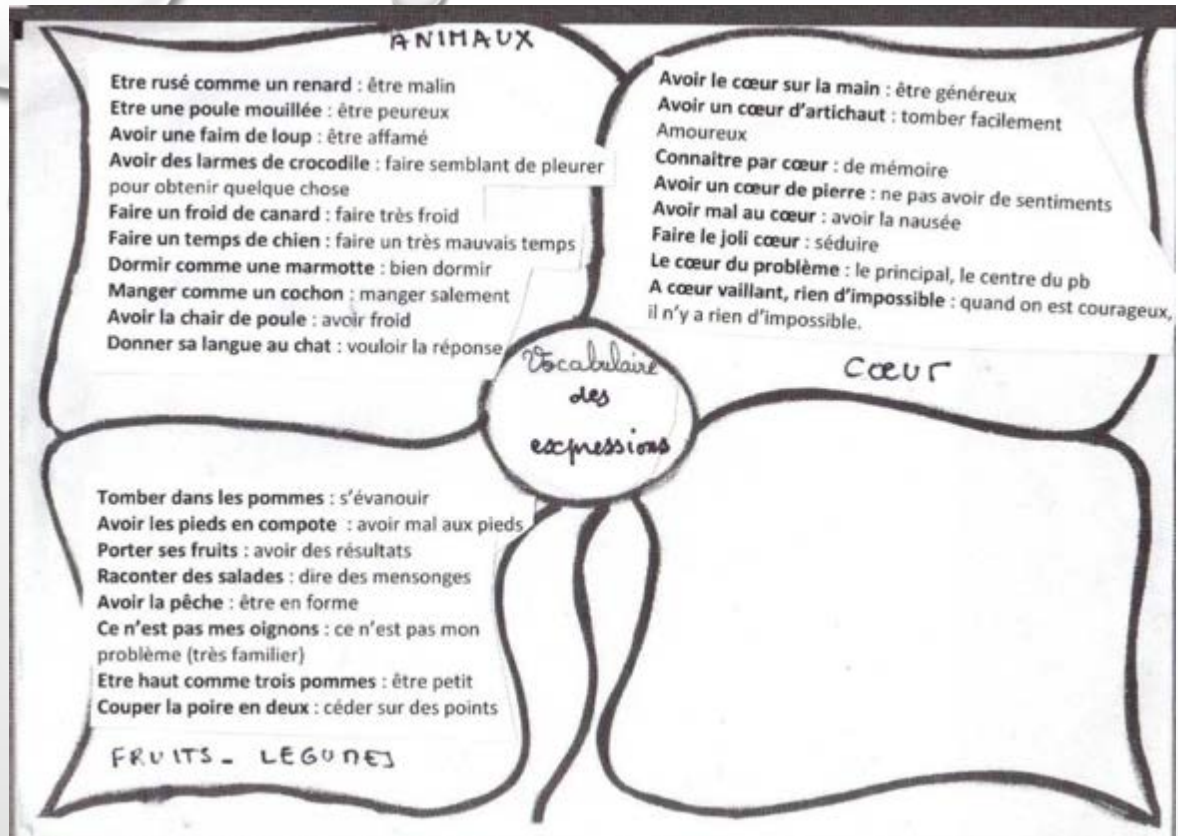 ANIMAUX
Etre rusé comme un renard : être malin
Etre une poule mouillée : être peureux
Avoir une faim de loup : être affamé
Avoir des larmes de crocodile : faire semblant de pleurer
pour obtenir quelque chose
Faire un froid de canard : faire très froid
Faire un temps de chien : faire un très mauvais temps
Dormir comme une marmotte : bien dormir
Manger comme un cochon : manger salement
Avoir la chair de poule : avoir froid
Donner sa langue au chat : vouloir la réponse
Avoir le cœur sur la main : être généreux
Avoir un cœur d'artichaut : tomber facilement
Amoureux
Connaitre par cœur : de mémoire
Avoir un cœur de pierre : ne pas avoir de sentiments
Avoir mal au cœur : avoir la nausée
Faire le joli cœur : séduire
Le cœur du problème : le principal, le centre du pb
A cœur vaillant, rien d'impossible : quand on est courageux,
il n'y a rien d'impossible.
Cœur
Vocabulaire
des
expressions
Tomber dans les pommes : s'évanouir
Avoir les pieds en compote : avoir mal aux pieds
Porter ses fruits : avoir des résultats
Raconter des salades : dire des mensonges
Avoir la pêche : être en forme
Ce n'est pas mes oignons : ce n'est pas mon
problème (très familier)
Etre haut comme trois pommes : être petit
Couper la poire en deux : céder sur des points
FRUITS - LEGUMES